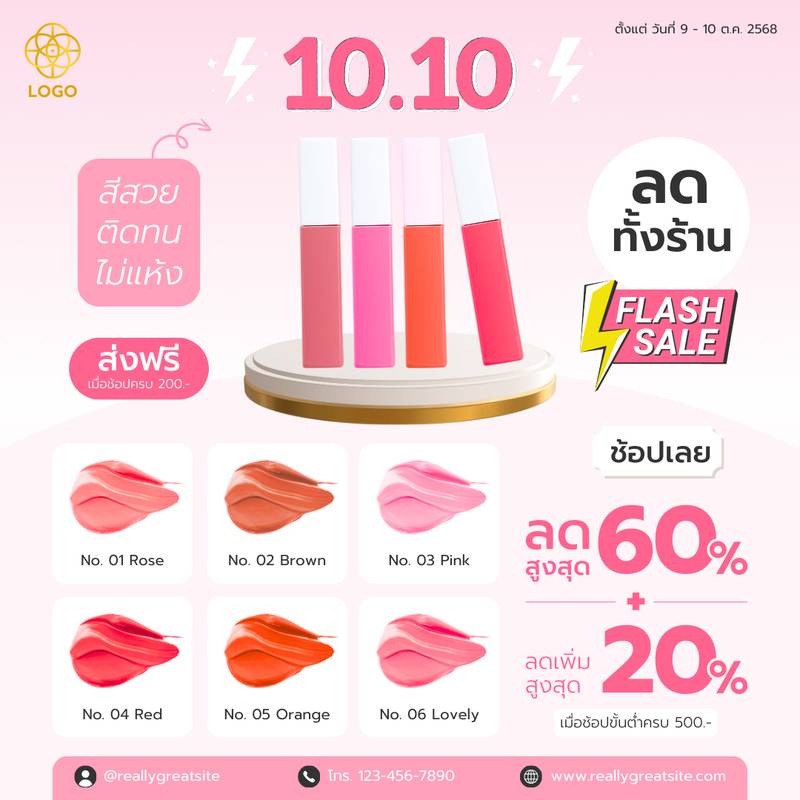 LOGO
10.10
ตั้งแต่ วันที่ 9 - 10 ต.ค. 2568
สีสวย
ติดทน
ไม่แห้ง
ลด
ทั้งร้าน
FLASH
SALE
ส่งฟรี
เมื่อช้อปครบ 200.-
ช้อปเลย
No. 01 Rose
No. 02 Brown
No. 03 Pink
ลด
สูงสุด
60%
+
ลดเพิ่ม
สูงสุด
20%
เมื่อช้อปขั้นต่ำครบ 500.-
No. 04 Red
No. 05 Orange
No. 06 Lovely
@reallygreatsite
โทร. 123-456-7890
www.reallygreatsite.com